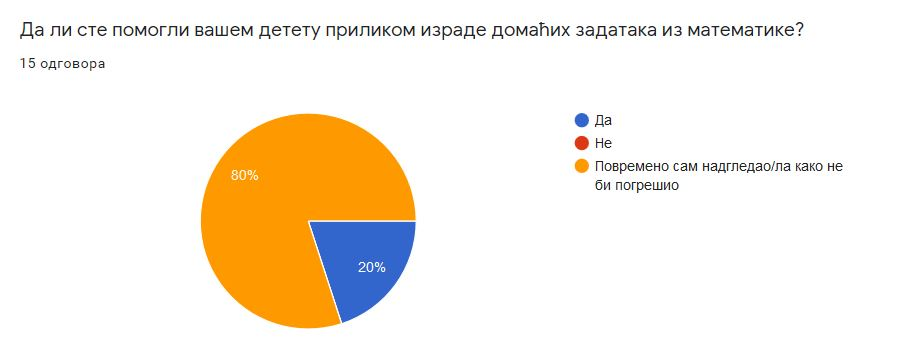 Да ли сте помогли вашем детету приликом израде домаћих задатака из математике?
15 одговора
Да
Не
Повремено сам надгледао/ла како не
би погрешио
80%
20%